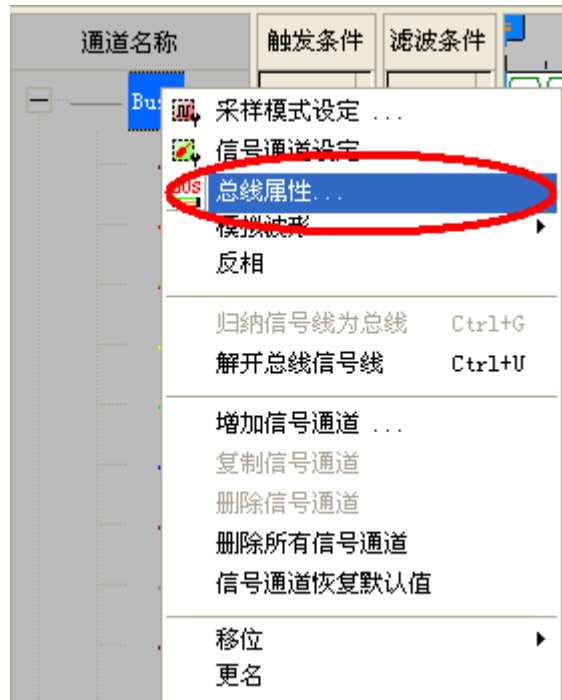 通道名称 触发条件 滤波条件
Bus
采样模式设定 ...
信号通道设定
BUS 总线属性...
模拟波形
反相
归纳信号线为总线 Ctrl+G
解开总线信号线 Ctrl+U
增加信号通道 ...
复制信号通道
删除信号通道
删除所有信号通道
信号通道恢复默认值
移位
更名